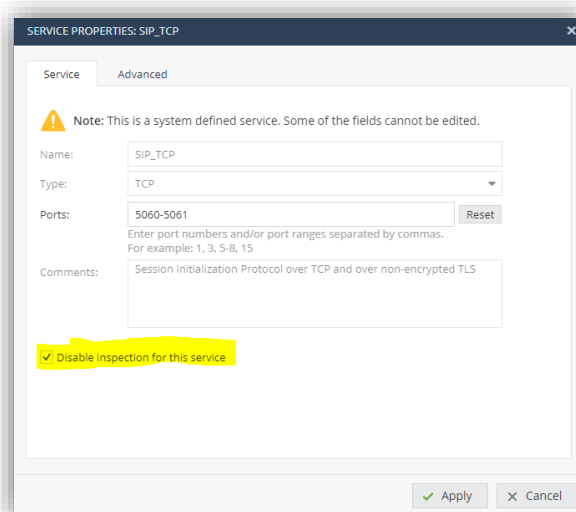 SERVICE PROPERTIES: SIP_TCP
Service Advanced
Note: This is a system defined service. Some of the fields cannot be edited.
Name: SIP_TCP
Type: TCP
Ports: 5060-5061 Reset
Enter port numbers and/or port ranges separated by commas.
For example: 1, 3, 5-8, 15
Comments: Session Initialization Protocol over TCP and over non-encrypted TLS
Disable inspection for this service
Apply Cancel